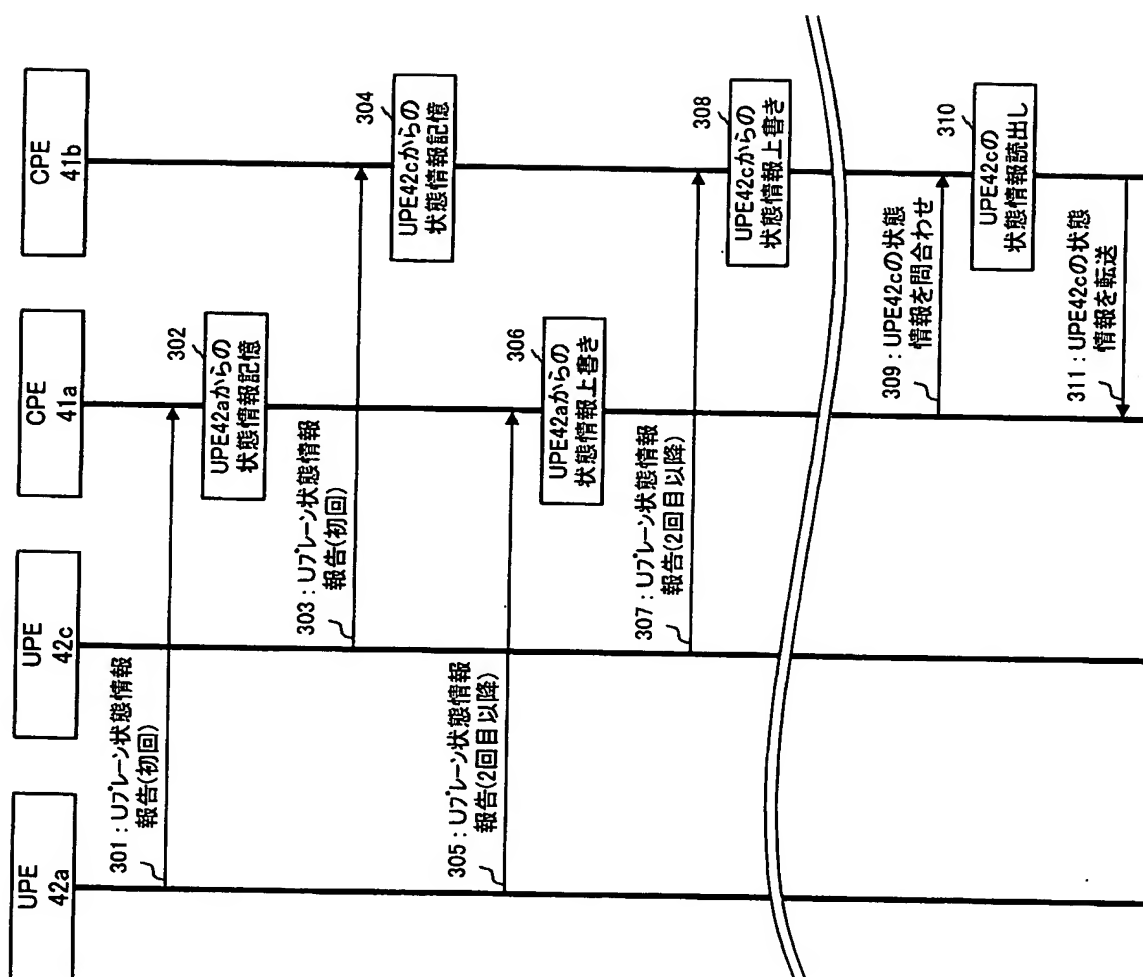 UPE
42a
UPE
42c
CPE
41a
CPE
41b
301：Uプレーン状態情報
報告(初回)
302
UPE42aからの
状態情報記憶
303：Uプレーン状態情報
報告(初回)
304
UPE42cからの
状態情報記憶
305：Uプレーン状態情報
報告(2回目以降)
306
UPE42aからの
状態情報上書き
307：Uプレーン状態情報
報告(2回目以降)
308
UPE42cからの
状態情報上書き
309：UPE42cの状態
情報を問合わせ
310
UPE42cの
状態情報読出し
311：UPE42cの状態
情報を転送